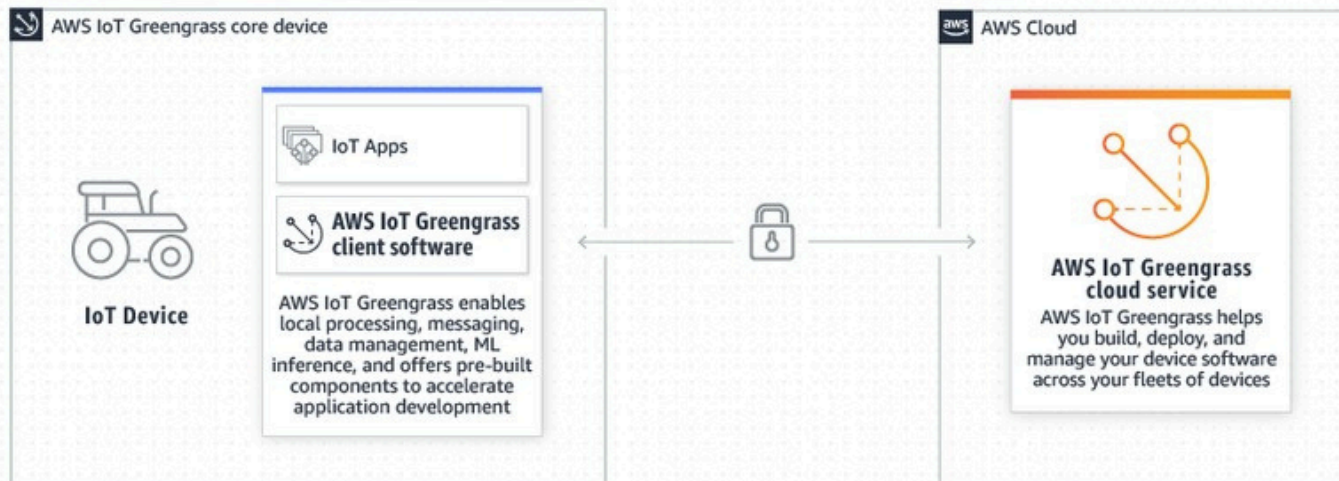 AWS IoT Greengrass core device
IoT Device
IoT Apps
AWS IoT Greengrass
client software
AWS IoT Greengrass enables
local processing, messaging,
data management, ML
inference, and offers pre-built
components to accelerate
application development
aws
AWS Cloud
AWS IoT Greengrass
cloud service
AWS IoT Greengrass helps
you build, deploy, and
manage your device software
across your fleets of devices